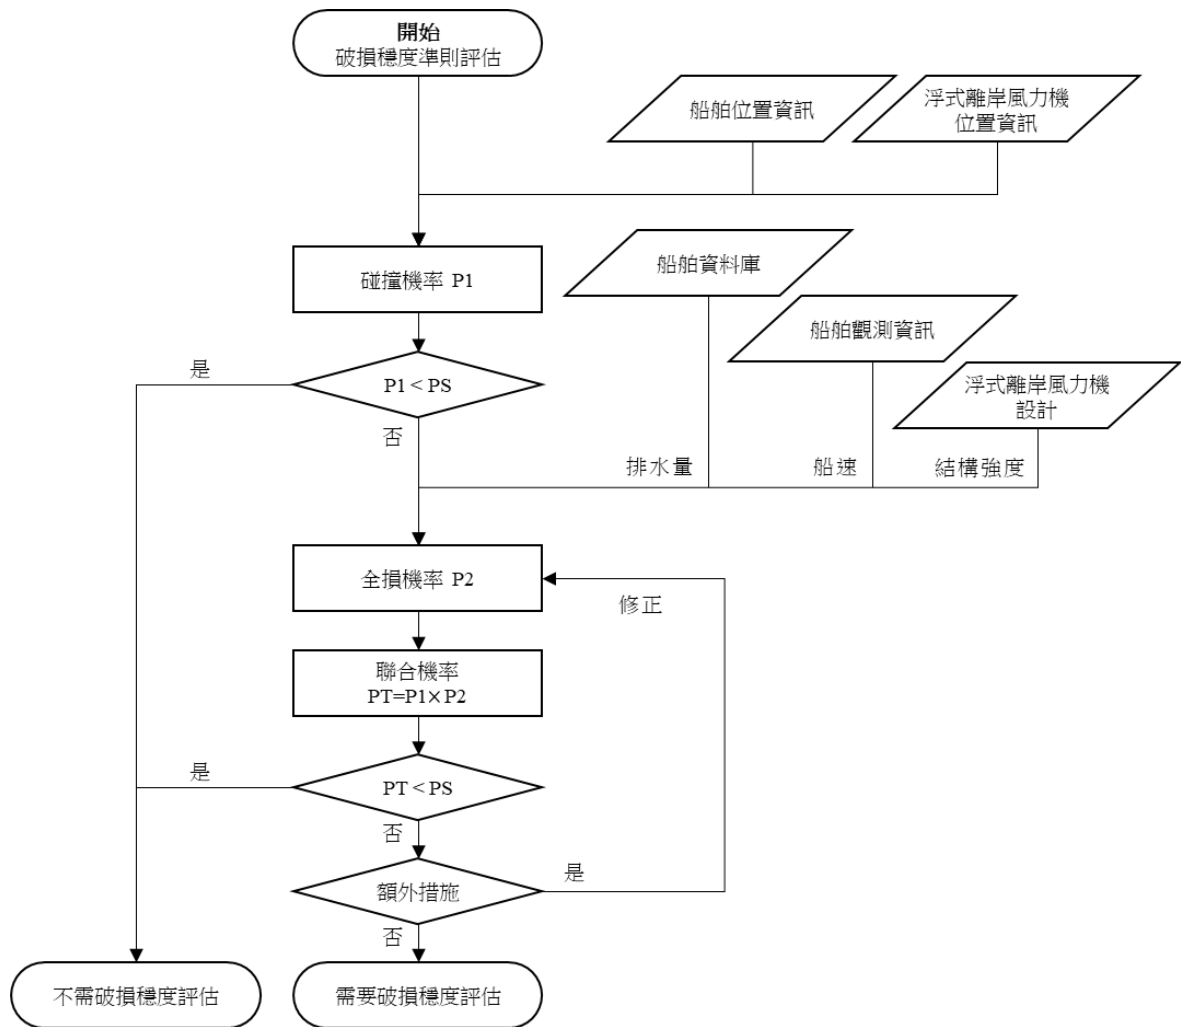 開始
破損穩度準則評估
船舶位置資訊
浮式離岸風力機
位置資訊
碰撞機率 P1
船舶資料庫
船舶觀測資訊
是
P1 < PS
浮式離岸風力機
設計
否
排水量
船速
結構強度
全損機率 P2
修正
聯合機率
PT=P1×P2
是
PT < PS
否
額外措施
是
否
不需破損穩度評估
需要破損穩度評估